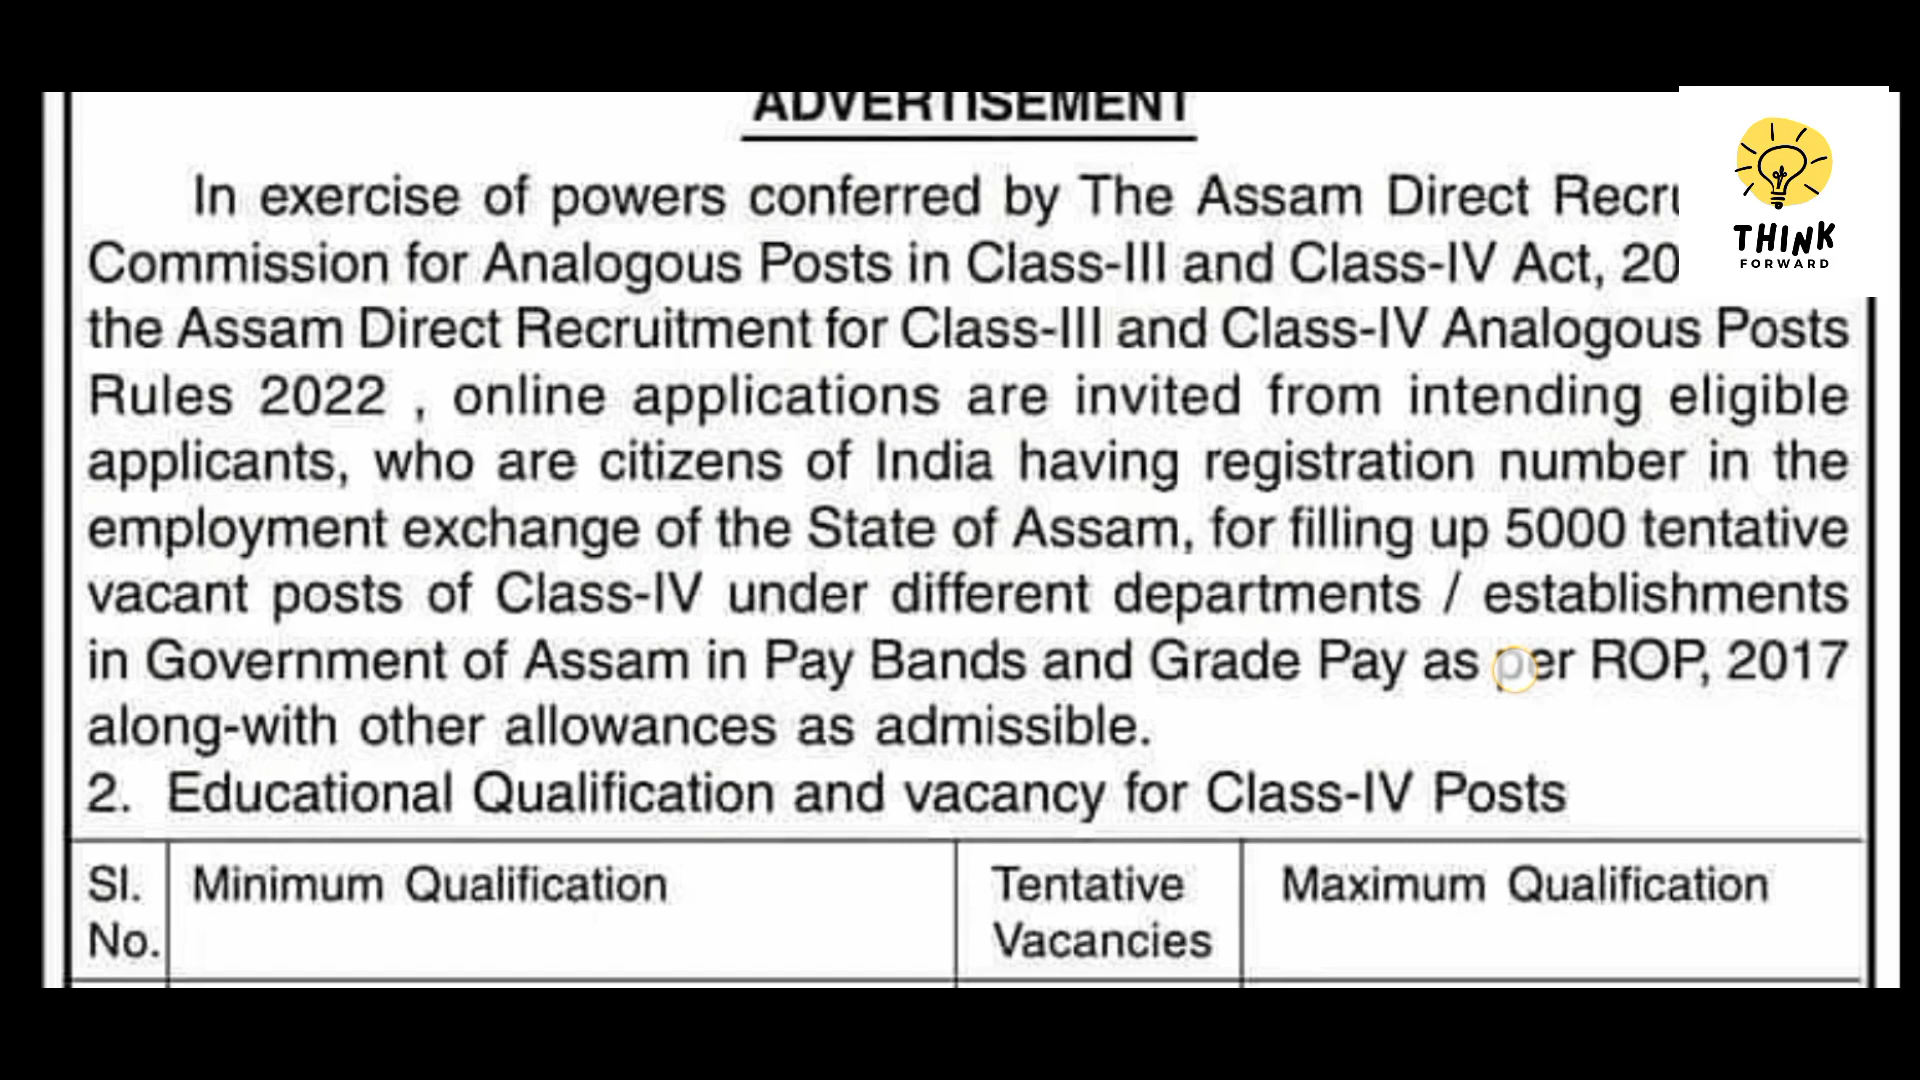 ADVERTISEMENT
In exercise of powers conferred by The Assam Direct
Commission for Analogous Posts in Class-III and Class-IV Act,
the Assam Direct Recruitment for Class-III and Class-IV Analogous Posts
Rules 2022 , online applications are invited from intending eligible
applicants, who are citizens of India having registration number in the
employment exchange of the State of Assam, for filling up 5000 tentative
vacant posts of Class-IV under different departments / establishments
in Government of Assam in Pay Bands and Grade Pay as per ROP, 2017
along-with other allowances as admissible.
2. Educational Qualification and vacancy for Class-IV Posts
Sl. No.
Minimum Qualification
Tentative Vacancies
Maximum Qualification
THINK
FORWARD